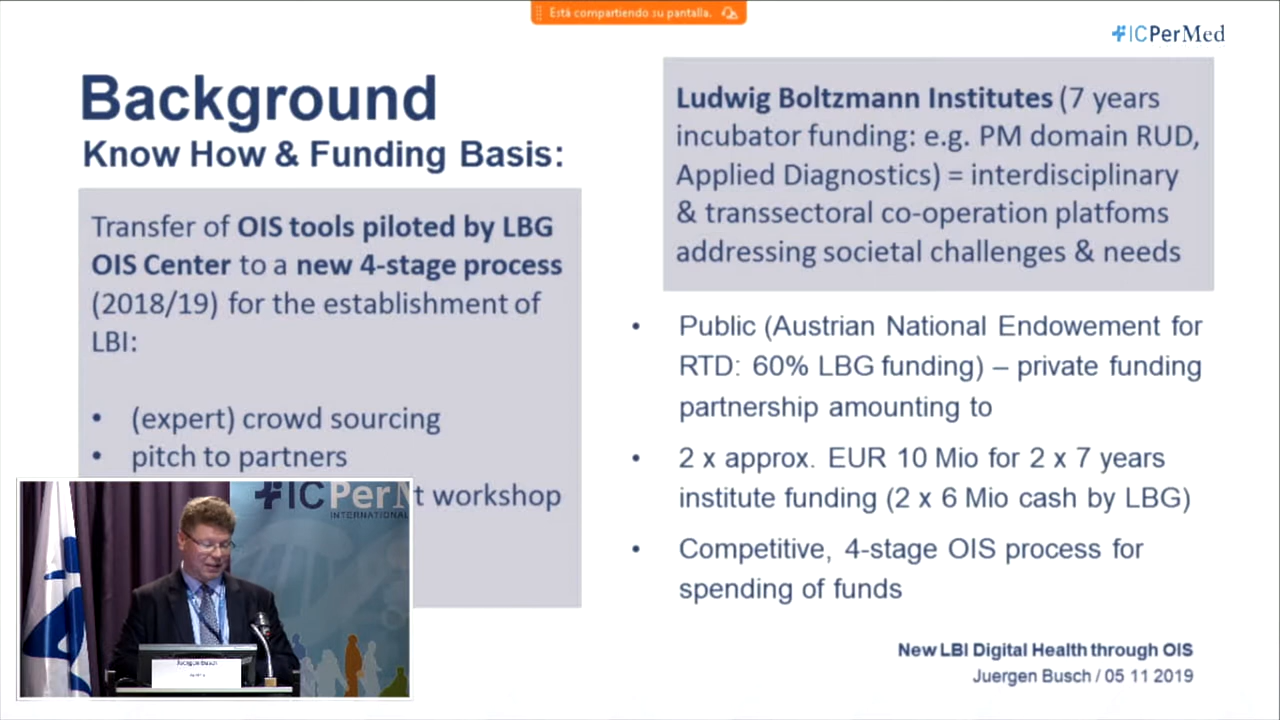 Está compartiendo su pantalla.
ICPerMed
Background
Know How & Funding Basis:
Transfer of OIS tools piloted by LBG
OIS Center to a new 4-stage process
(2018/19) for the establishment of
LBI:
• (expert) crowd sourcing
• pitch to partners
t workshop
Ludwig Boltzmann Institutes (7 years
incubator funding: e.g. PM domain RUD,
Applied Diagnostics) = interdisciplinary
& transsectoral co-operation platfoms
addressing societal challenges & needs
• Public (Austrian National Endowement for
RTD: 60% LBG funding) – private funding
partnership amounting to
• 2 x approx. EUR 10 Mio for 2 x 7 years
institute funding (2 x 6 Mio cash by LBG)
• Competitive, 4-stage OIS process for
spending of funds
ICPerM
INTERNATIONAL
Juergen Busch
New LBI Digital Health through OIS
Juergen Busch / 05 11 2019